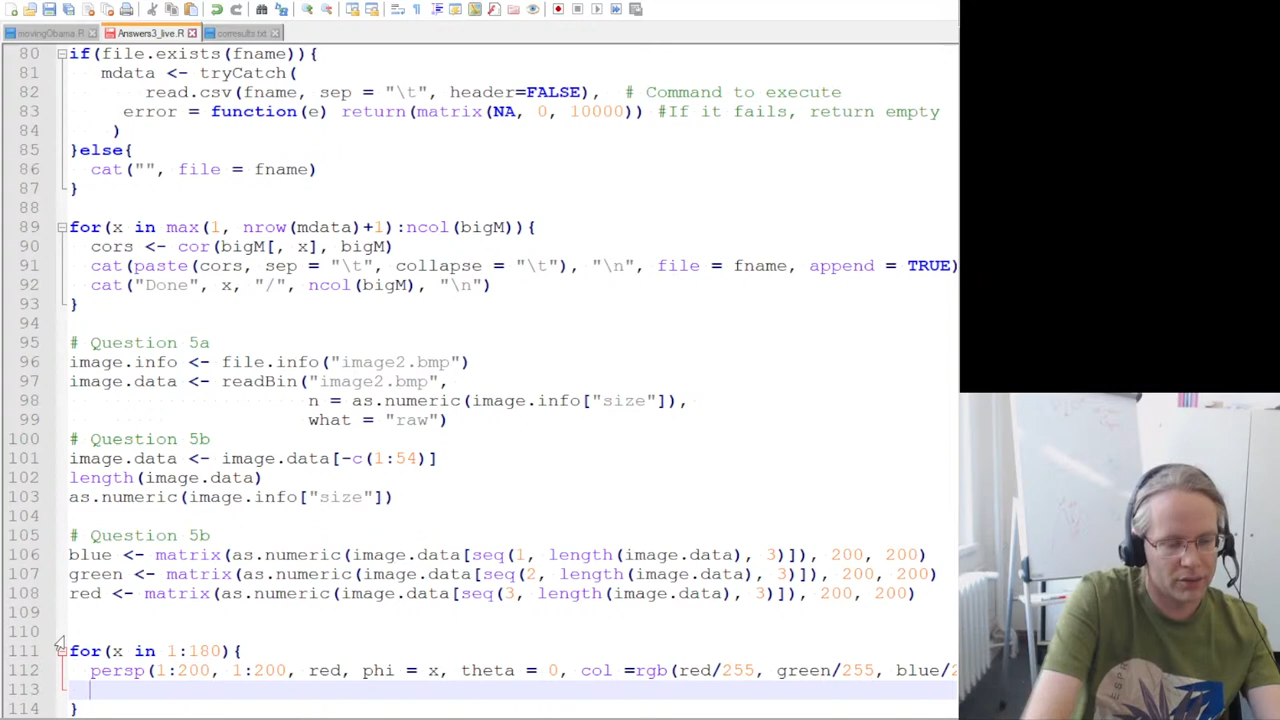 movingObama.R Answers3_live.R corresults.txt
80 if(file.exists(fname)){
81 mdata <- tryCatch(
82 read.csv(fname, sep = "\t", header=FALSE), # Command to execute
83 error = function(e) return(matrix(NA, 0, 10000)) #If it fails, return empty
84 )
85 }else{
86 cat("", file = fname)
87 }
88
89 for(x in max(1, nrow(mdata)+1):ncol(bigM)){
90 cors <- cor(bigM[, x], bigM)
91 cat(paste(cors, sep = "\t", collapse = "\t"), "\n", file = fname, append = TRUE)
92 cat("Done", x, "/", ncol(bigM), "\n")
93 }
94
95 # Question 5a
96 image.info <- file.info("image2.bmp")
97 image.data <- readBin("image2.bmp",
98 n = as.numeric(image.info["size"]),
99 what = "raw")
100 # Question 5b
101 image.data <- image.data[-c(1:54)]
102 length(image.data)
103 as.numeric(image.info["size"])
104
105 # Question 5b
106 blue <- matrix(as.numeric(image.data[seq(1, length(image.data), 3)]), 200, 200)
107 green <- matrix(as.numeric(image.data[seq(2, length(image.data), 3)]), 200, 200)
108 red <- matrix(as.numeric(image.data[seq(3, length(image.data), 3)]), 200, 200)
109
110
111 for(x in 1:180){
112 persp(1:200, 1:200, red, phi = x, theta = 0, col =rgb(red/255, green/255, blue/2
113
114 }